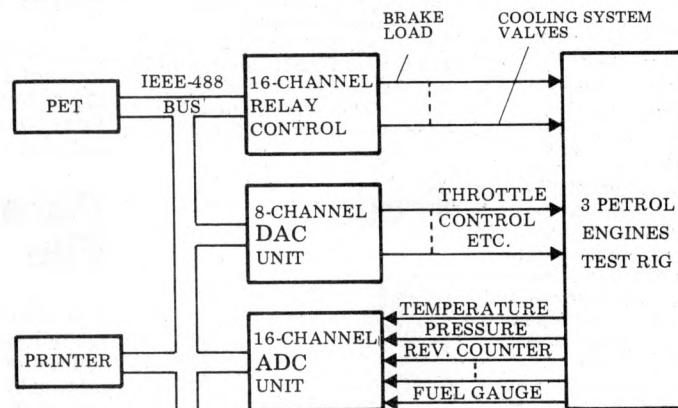 BRAKE
LOAD
COOLING SYSTEM
VALVES
PET
IEEE-488
BUS
16-CHANNEL
RELAY
CONTROL
8-CHANNEL
DAC
UNIT
THROTTLE
CONTROL
ETC.
3 PETROL
ENGINES
TEST RIG
PRINTER
16-CHANNEL
ADC
UNIT
TEMPERATURE
PRESSURE
REV. COUNTER
FUEL GAUGE